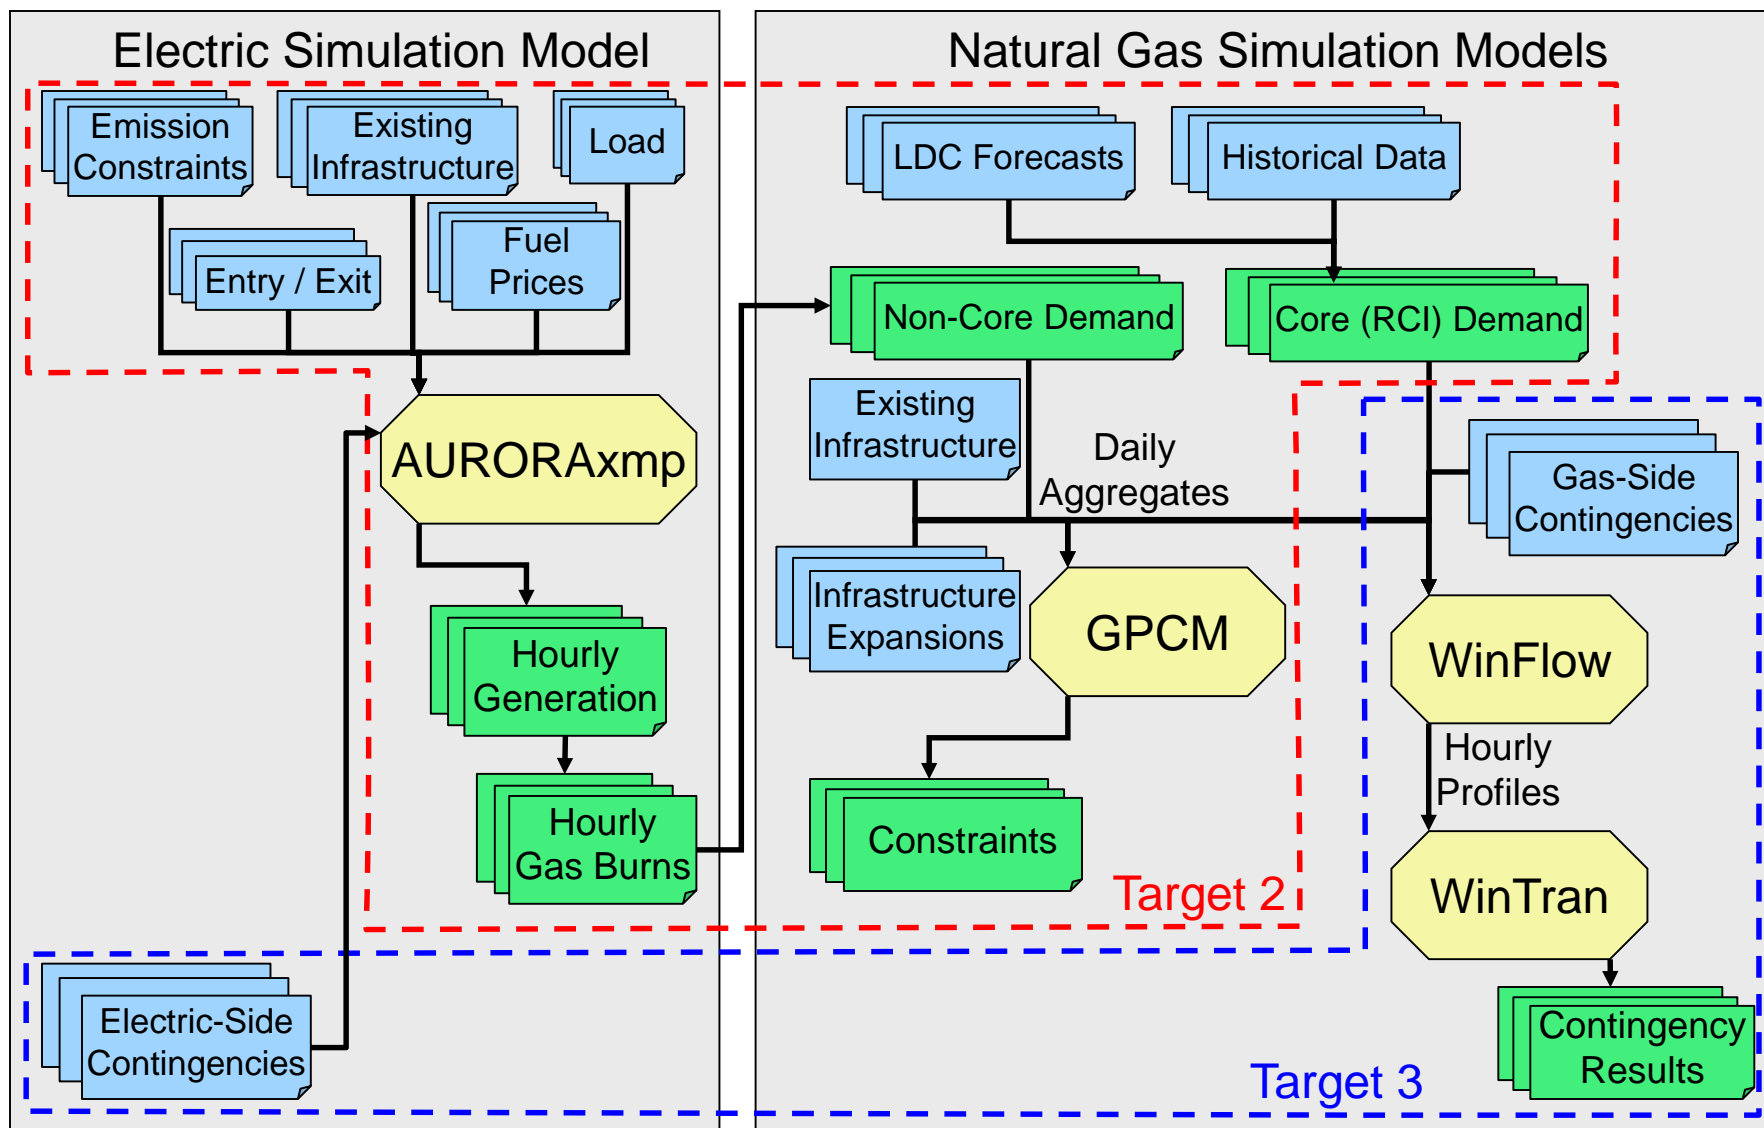 Electric Simulation Model
Emission
Constraints
Existing
Infrastructure
Load
Entry / Exit
Fuel
Prices
AURORAxmp
Hourly
Generation
Hourly
Gas Burns
Electric-Side
Contingencies
Natural Gas Simulation Models
LDC Forecasts
Historical Data
Non-Core Demand
Core (RCI) Demand
Existing
Infrastructure
Daily
Aggregates
Gas-Side
Contingencies
Infrastructure
Expansions
GPCM
WinFlow
Hourly
Profiles
Constraints
Target 2
WinTran
Contingency
Results
Target 3